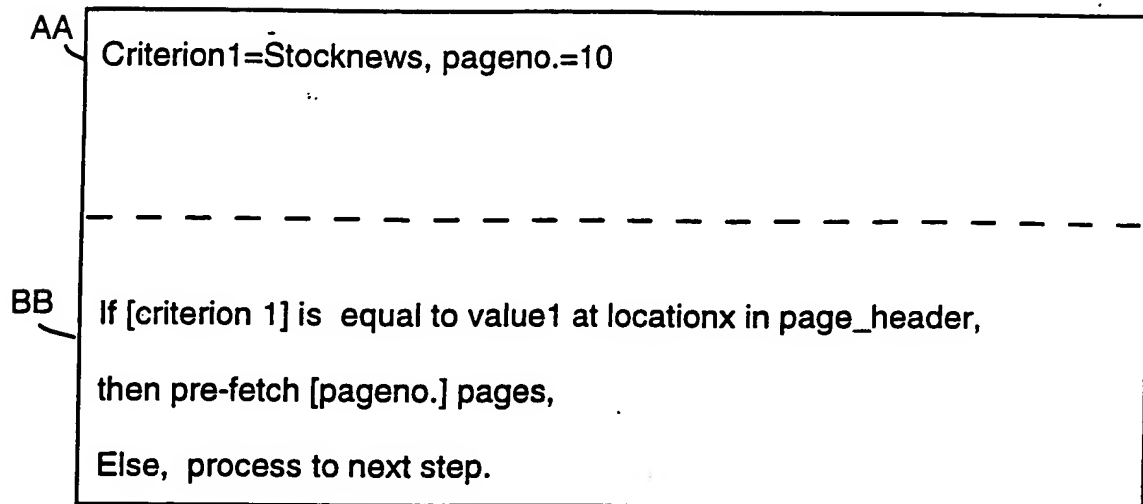 AA
Criterion1=Stocknews, pageno.=10
BB
If [criterion 1] is equal to value1 at locationx in page_header,
then pre-fetch [pageno.] pages,
Else, process to next step.